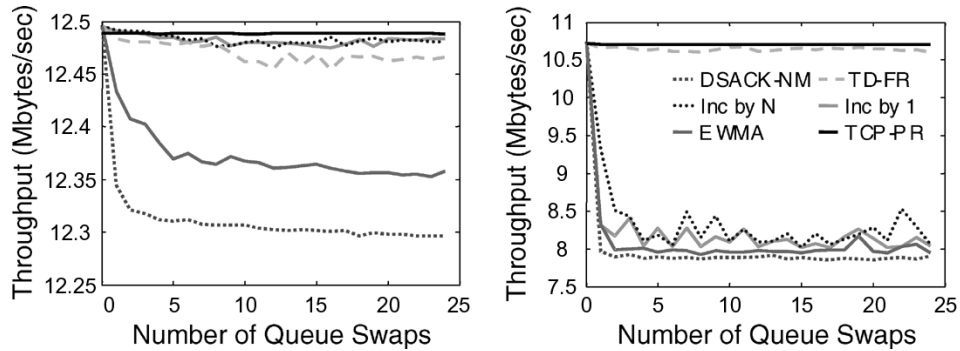 Throughput (Mbytes/sec)
12.5
12.45
12.4
12.35
12.3
12.25
0 5 10 15 20 25
Number of Queue Swaps
Throughput (Mbytes/sec)
11
10.5
10
9.5
9
8.5
8
7.5
DSACK-NM TD-FR
Inc by N Inc by 1
EWMA TCP-PR
0 5 10 15 20 25
Number of Queue Swaps